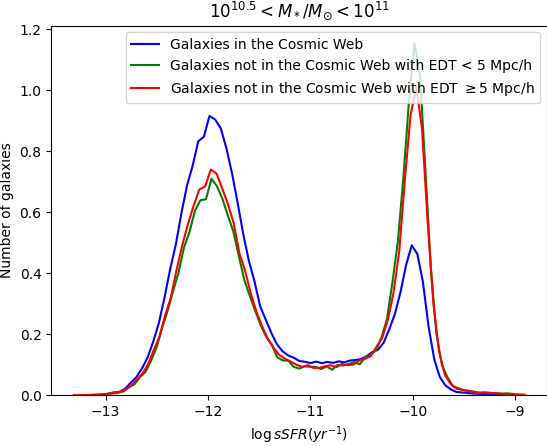 10^10.5 < M_*/M_⊙ < 10^11
Galaxies in the Cosmic Web
Galaxies not in the Cosmic Web with EDT < 5 Mpc/h
Galaxies not in the Cosmic Web with EDT ≥5 Mpc/h
Number of galaxies
1.2
1.0
0.8
0.6
0.4
0.2
0.0
−13 −12 −11 −10 −9
log sSFR(yr^−1)